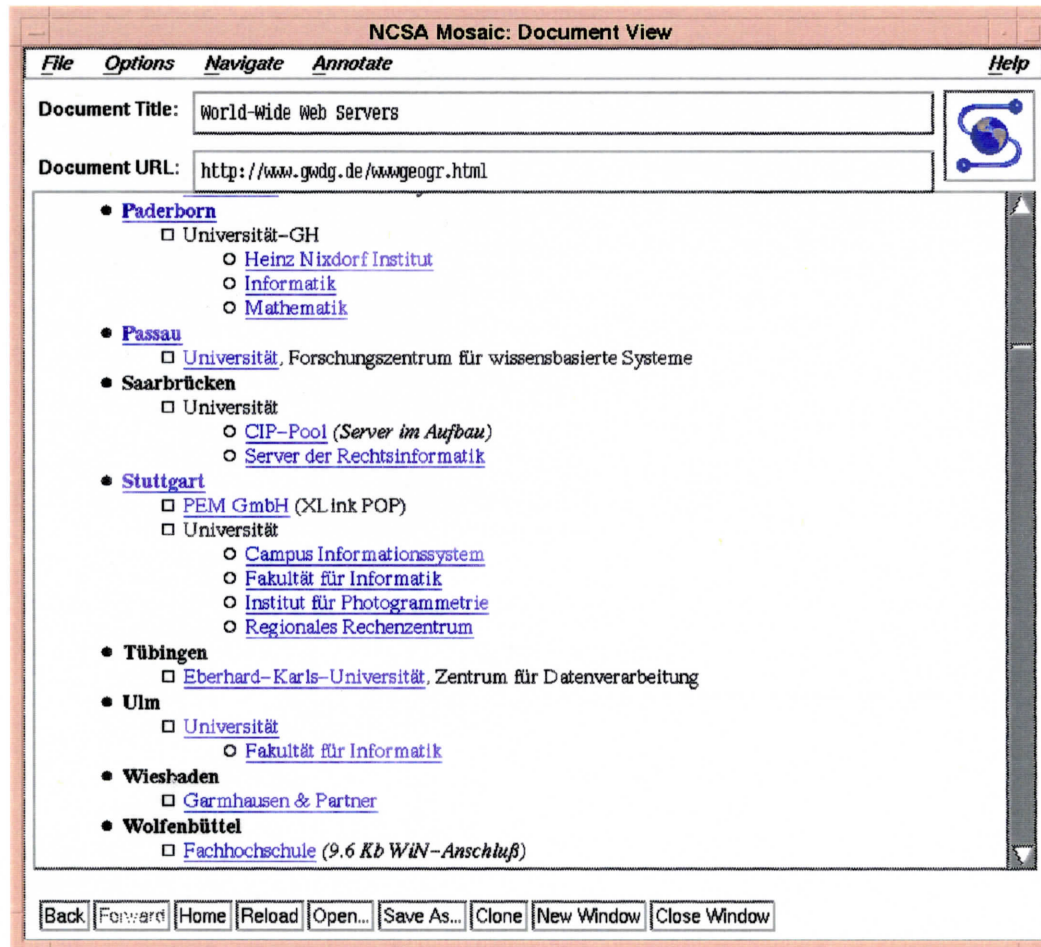 NCSA Mosaic: Document View
File Options Navigate Annotate Help
Document Title: World-Wide Web Servers
Document URL: http://www.gwdg.de/wwwgeogr.html
Paderborn
Universität-GH
Heinz Nixdorf Institut
Informatik
Mathematik
Passau
Universität, Forschungszentrum für wissensbasierte Systeme
Saarbrücken
Universität
CIP-Pool (Server im Aufbau)
Server der Rechtsinformatik
Stuttgart
PEM GmbH (XLink POP)
Universität
Campus Informationssystem
Fakultät für Informatik
Institut für Photogrammetrie
Regionales Rechenzentrum
Tübingen
Eberhard-Karls-Universität, Zentrum für Datenverarbeitung
Ulm
Universität
Fakultät für Informatik
Wiesbaden
Garmhausen & Partner
Wolfenbüttel
Fachhochschule (9.6 Kb WiN-Anschluß)
Back Forward Home Reload Open... Save As... Clone New Window Close Window